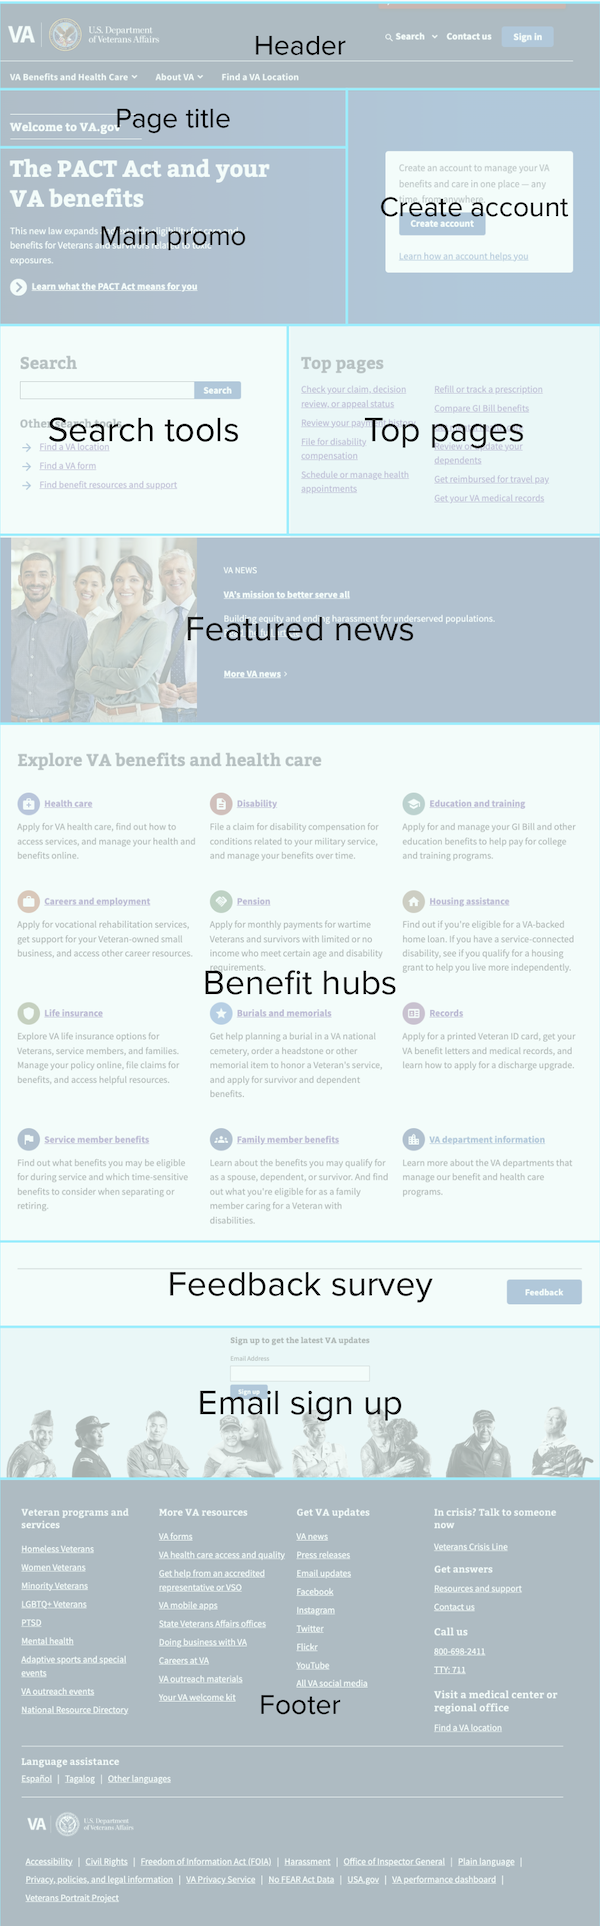 VA
U.S. Department
of Veterans Affairs
Search
Contact us
Sign in
Header
VA Benefits and Health Care
About VA
Find a VA Location
Page title
Welcome to VA.gov
The PACT Act and your
VA benefits
This new law expands
benefits for Veterans and survivors related to toxic
exposures.
Main promo
Learn what the PACT Act means for you
Create an account to manage your VA
benefits and care in one place — any
time, from anywhere.
Create account
Create account
Learn how an account helps you
Search
Search
Other search tools
Search tools
Find a VA location
Find a VA form
Find benefit resources and support
Top pages
Check your claim, decision
review, or appeal status
Review your payment history
File for disability
compensation
Schedule or manage health
appointments
Top pages
Refill or track a prescription
Compare GI Bill benefits
Review or update your
dependents
Get reimbursed for travel pay
Get your VA medical records
VA NEWS
VA's mission to better serve all
Building equity and ending harassment for underserved populations.
Featured news
More VA news
Explore VA benefits and health care
Health care
Apply for VA health care, find out how to
access services, and manage your health and
benefits online.
Disability
File a claim for disability compensation for
conditions related to your military service,
and manage your benefits over time.
Education and training
Apply for and manage your GI Bill and other
education benefits to help pay for college
and training programs.
Careers and employment
Apply for vocational rehabilitation services,
get support for your Veteran-owned small
business, and access other career resources.
Pension
Apply for monthly payments for wartime
Veterans and survivors with limited or no
income who meet certain age and disability
requirements.
Housing assistance
Find out if you're eligible for a VA-backed
home loan. If you have a service-connected
disability, see if you qualify for a housing
grant to help you live more independently.
Benefit hubs
Life insurance
Explore VA life insurance options for
Veterans, service members, and families.
Manage your policy online, file claims for
benefits, and access helpful resources.
Burials and memorials
Get help planning a burial in a VA national
cemetery, order a headstone or other
memorial item to honor a Veteran's service,
and apply for survivor and dependent
benefits.
Records
Apply for a printed Veteran ID card, get your
VA benefit letters and medical records, and
learn how to apply for a discharge upgrade.
Service member benefits
Find out what benefits you may be eligible
for during service and which time-sensitive
benefits to consider when separating or
retiring.
Family member benefits
Learn about the benefits you may qualify for
as a spouse, dependent, or survivor. And find
out what you're eligible for as a family
member caring for a Veteran with
disabilities.
VA department information
Learn more about the VA departments that
manage our benefit and health care
programs.
Feedback survey
Feedback
Sign up to get the latest VA updates
Email Address
Sign up
Email sign up
Veteran programs and
services
Homeless Veterans
Women Veterans
Minority Veterans
LGBTQ+ Veterans
PTSD
Mental health
Adaptive sports and special
events
VA outreach events
National Resource Directory
More VA resources
VA forms
VA health care access and quality
Get help from an accredited
representative or VSO
VA mobile apps
State Veterans Affairs offices
Doing business with VA
Careers at VA
VA outreach materials
Your VA welcome kit
Get VA updates
VA news
Press releases
Email updates
Facebook
Instagram
Twitter
Flickr
YouTube
All VA social media
In crisis? Talk to someone
now
Veterans Crisis Line
Get answers
Resources and support
Contact us
Call us
800-698-2411
TTY: 711
Visit a medical center or
regional office
Find a VA location
Footer
Language assistance
Español | Tagalog | Other languages
VA
U.S. Department
of Veterans Affairs
Accessibility | Civil Rights | Freedom of Information Act (FOIA) | Harassment | Office of Inspector General | Plain language |
Privacy, policies, and legal information | VA Privacy Service | No FEAR Act Data | USA.gov | VA performance dashboard |
Veterans Portrait Project